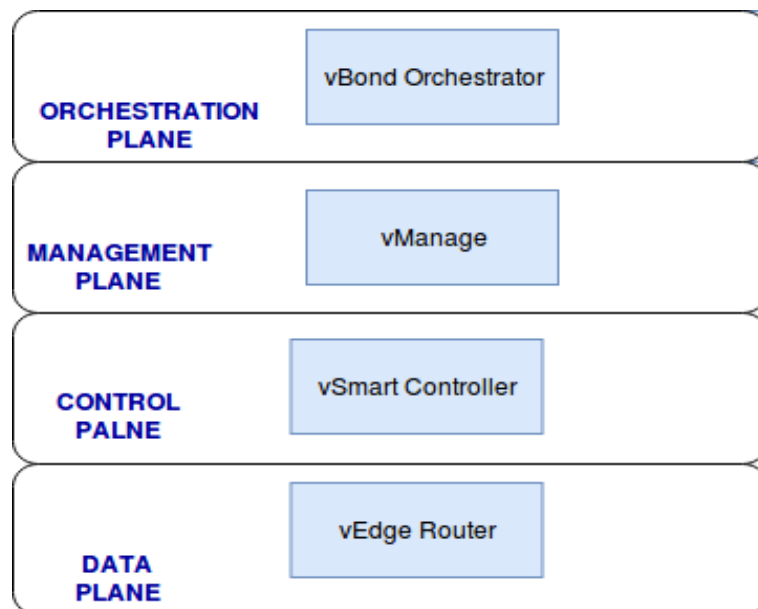 vBond Orchestrator
ORCHESTRATION
PLANE
vManage
MANAGEMENT
PLANE
vSmart Controller
CONTROL
PALNE
vEdge Router
DATA
PLANE